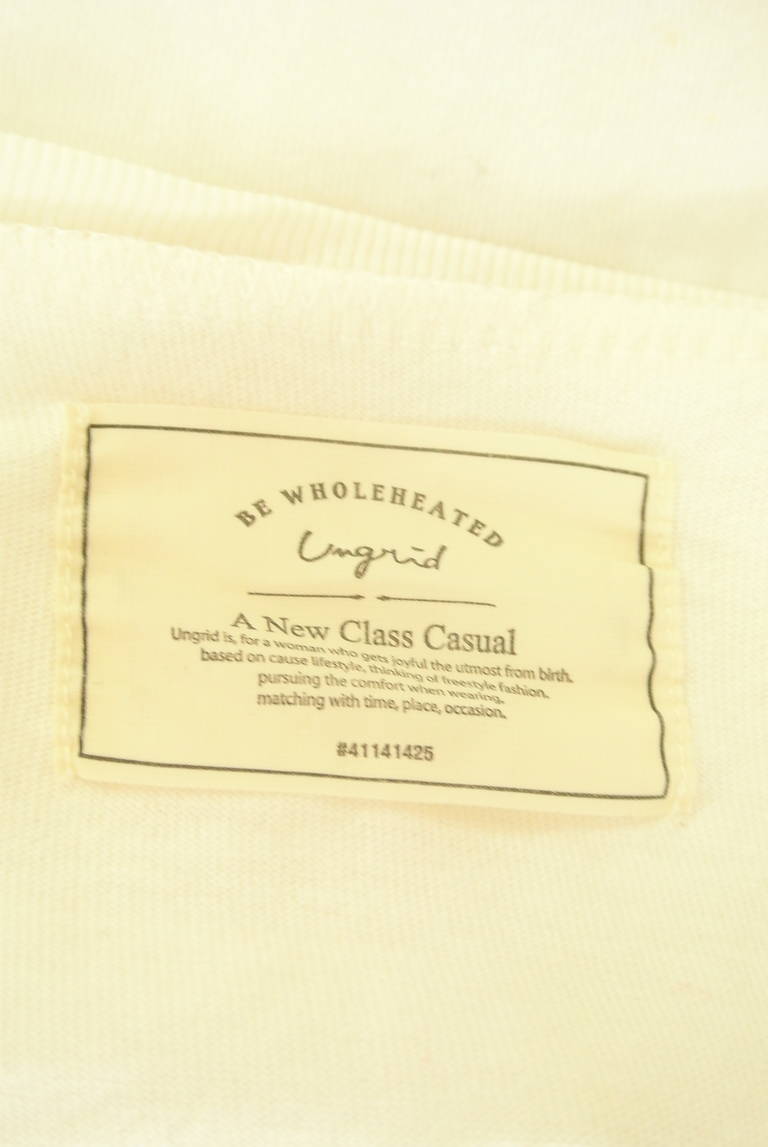 BE WHOLEHEATED
Ungrid
A New Class Casual
Ungrid is, for a woman who gets joyful the utmost from birth.
based on cause lifestyle, thinking of freestyle fashion.
pursuing the comfort when wearing,
matching with time, place, occasion.
#41141425